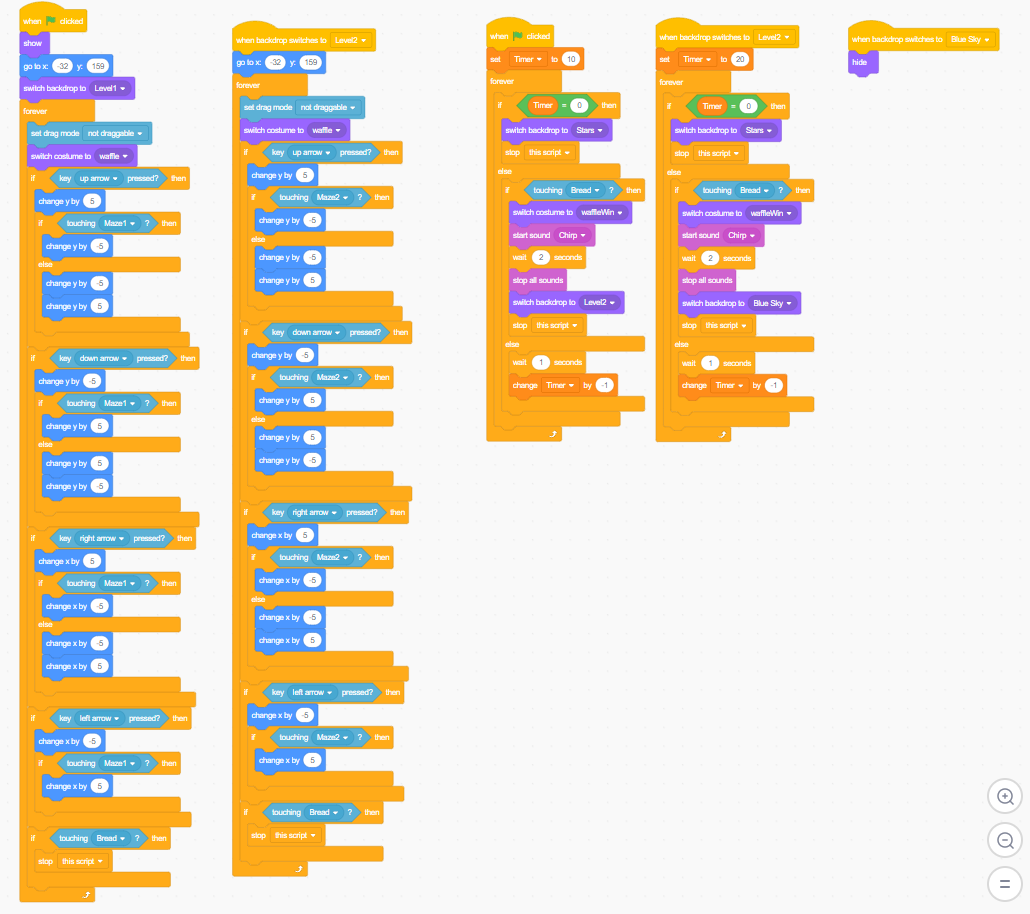 when clicked
show
go to x: -32 y: 159
switch backdrop to Level1
forever
set drag mode not draggable
switch costume to waffle
if key up arrow pressed? then
change y by 5
if touching Maze1 ? then
change y by -5
else
change y by -5
change y by 5
if key down arrow pressed? then
change y by -5
if touching Maze1 ? then
change y by 5
else
change y by 5
change y by -5
if key right arrow pressed? then
change x by 5
if touching Maze1 ? then
change x by -5
else
change x by -5
change x by 5
if key left arrow pressed? then
change x by -5
if touching Maze1 ? then
change x by 5
if touching Bread ? then
stop this script
when backdrop switches to Level2
go to x: -32 y: 159
forever
set drag mode not draggable
switch costume to waffle
if key up arrow pressed? then
change y by 5
if touching Maze2 ? then
change y by -5
else
change y by -5
change y by 5
if key down arrow pressed? then
change y by -5
if touching Maze2 ? then
change y by 5
else
change y by 5
change y by -5
if key right arrow pressed? then
change x by 5
if touching Maze2 ? then
change x by -5
else
change x by -5
change x by 5
if key left arrow pressed? then
change x by -5
if touching Maze2 ? then
change x by 5
if touching Bread ? then
stop this script
when clicked
set Timer to 10
forever
if Timer = 0 then
switch backdrop to Stars
stop this script
else
if touching Bread ? then
switch costume to waffleWin
start sound Chirp
wait 2 seconds
stop all sounds
switch backdrop to Level2
stop this script
else
wait 1 seconds
change Timer by -1
when backdrop switches to Level2
set Timer to 20
forever
if Timer = 0 then
switch backdrop to Stars
stop this script
else
if touching Bread ? then
switch costume to waffleWin
start sound Chirp
wait 2 seconds
stop all sounds
switch backdrop to Blue Sky
stop this script
else
wait 1 seconds
change Timer by -1
when backdrop switches to Blue Sky
hide